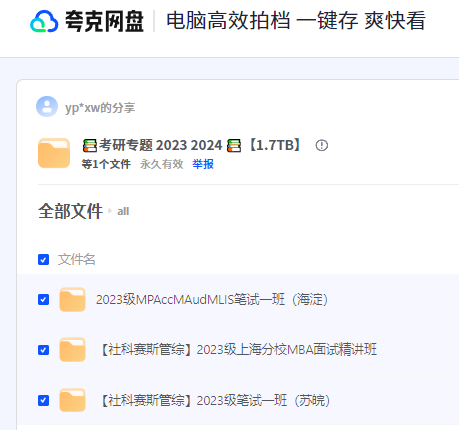 夸克网盘 电脑高效拍档 一键存 爽快看
yp*xw的分享
📚考研专题 2023 2024 📚【1.7TB】
等1个文件 永久有效 举报
全部文件 all
文件名
2023级MPAccMAudMLIS笔试一班（海淀）
【社科赛斯管综】2023级上海分校MBA面试精讲班
【社科赛斯管综】2023级笔试一班（苏皖）